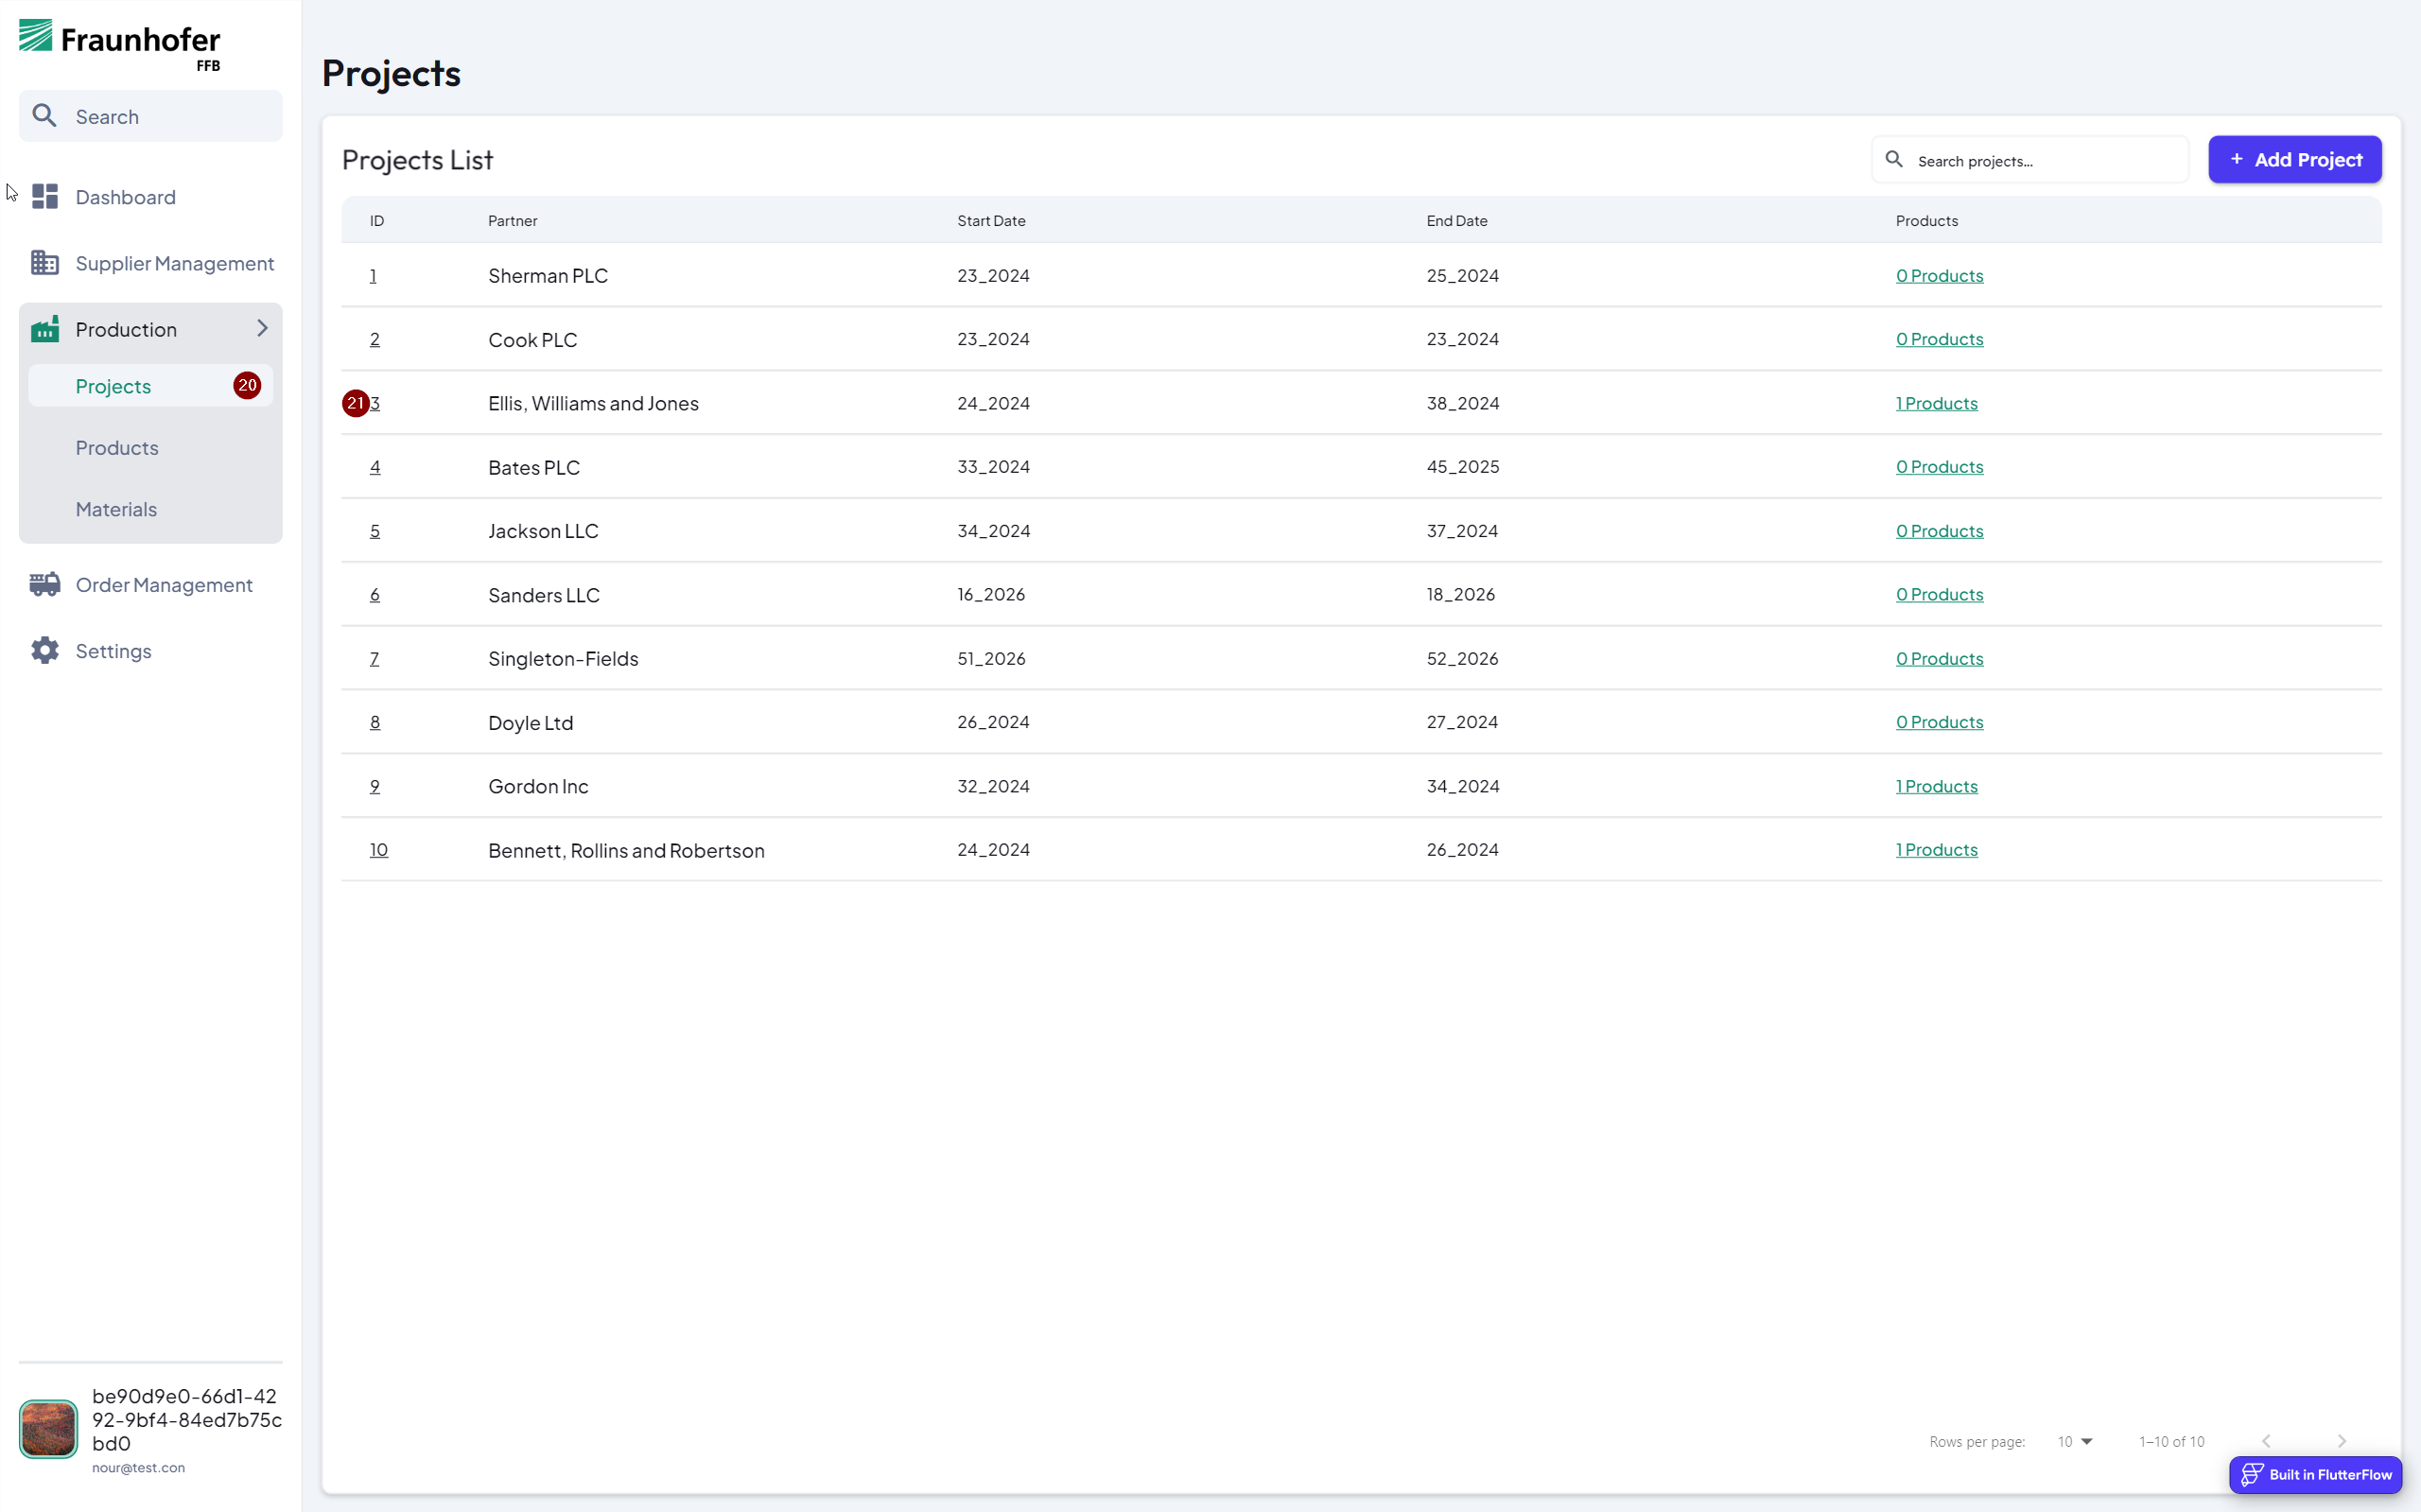 Fraunhofer
FFB
Search
Dashboard
Supplier Management
Production
Projects 20
Products
Materials
Order Management
Settings
be90d9e0-66d1-42
92-9bf4-84ed7b75c
bd0
nour@test.con
Projects
Projects List
Search projects...
+ Add Project
ID Partner Start Date End Date Products
1 Sherman PLC 23_2024 25_2024 0 Products
2 Cook PLC 23_2024 23_2024 0 Products
21 3 Ellis, Williams and Jones 24_2024 38_2024 1 Products
4 Bates PLC 33_2024 45_2025 0 Products
5 Jackson LLC 34_2024 37_2024 0 Products
6 Sanders LLC 16_2026 18_2026 0 Products
7 Singleton-Fields 51_2026 52_2026 0 Products
8 Doyle Ltd 26_2024 27_2024 0 Products
9 Gordon Inc 32_2024 34_2024 1 Products
10 Bennett, Rollins and Robertson 24_2024 26_2024 1 Products
Rows per page: 10 1–10 of 10
Built in FlutterFlow